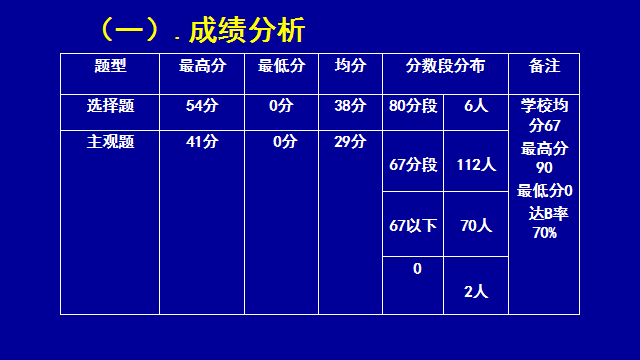 （一）. 成绩分析
题型 最高分 最低分 均分 分数段分布 备注
选择题 54分 0分 38分 80分段 6人 学校均
分67
最高分
90
最低分0
达B率
70%
主观题 41分 0分 29分 67分段 112人
67以下 70人
0
2人